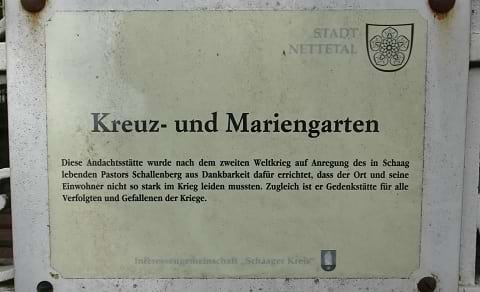 STADT
NETTETAL
Kreuz- und Mariengarten
Diese Andachtsstätte wurde nach dem zweiten Weltkrieg auf Anregung des in Schaag
lebenden Pastors Schallenberg aus Dankbarkeit dafür errichtet, dass der Ort und seine
Einwohner nicht so stark im Krieg leiden mussten. Zugleich ist er Gedenkstätte für alle
Verfolgten und Gefallenen der Kriege.
Interessengemeinschaft „Schaager Kreis"